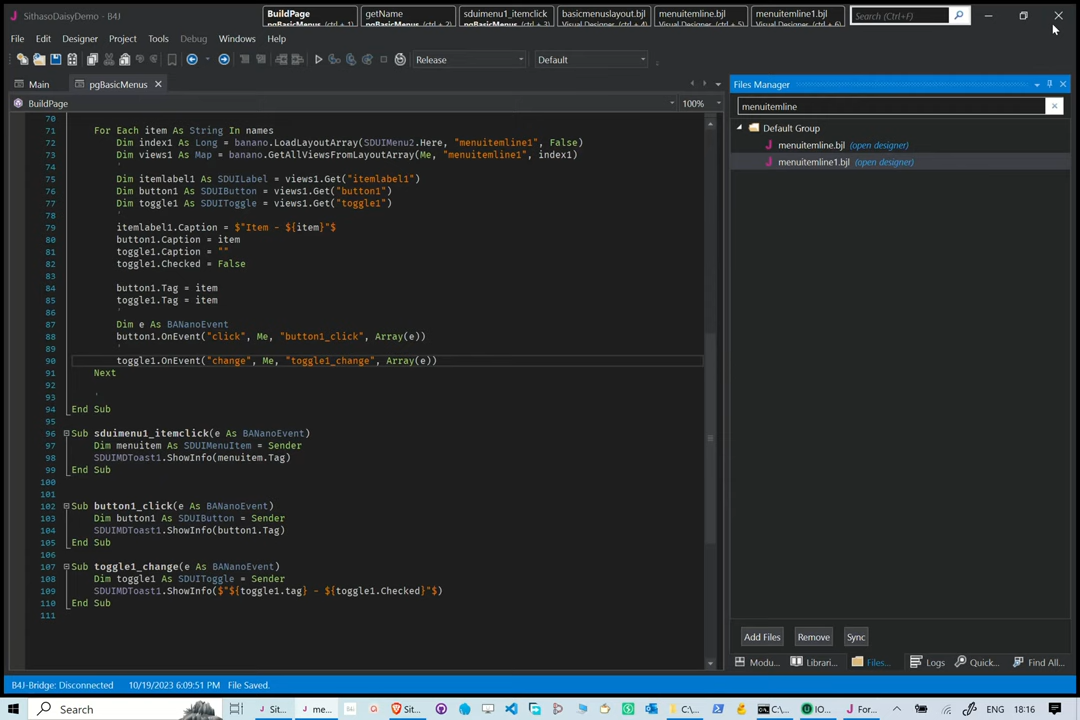 SithasoDaisyDemo - B4J
BuildPage
pgBasicMenus (ctrl + 1)
getName
pgBasicMenus (ctrl + 2)
sduimenu1_itemclick
pgBasicMenus (ctrl + 3)
basicmenuslayout.bjl
Visual Designer (ctrl + 4)
menuitemline.bjl
Visual Designer (ctrl + 5)
menuitemline1.bjl
Visual Designer (ctrl + 6)
Search (Ctrl+F)
File Edit Designer Project Tools Debug Windows Help
Release
Default
Main
pgBasicMenus
BuildPage
100%
70
71 For Each item As String In names
72 Dim index1 As Long = banano.LoadLayoutArray(SDUIMenu2.Here, "menuitemline1", False)
73 Dim views1 As Map = banano.GetAllViewsFromLayoutArray(Me, "menuitemline1", index1)
74 '
75 Dim itemlabel1 As SDUILabel = views1.Get("itemlabel1")
76 Dim button1 As SDUIButton = views1.Get("button1")
77 Dim toggle1 As SDUIToggle = views1.Get("toggle1")
78 '
79 itemlabel1.Caption = $"Item - ${item}"$
80 button1.Caption = item
81 toggle1.Caption = ""
82 toggle1.Checked = False
83
84 button1.Tag = item
85 toggle1.Tag = item
86 '
87 Dim e As BANanoEvent
88 button1.OnEvent("click", Me, "button1_click", Array(e))
89 '
90 toggle1.OnEvent("change", Me, "toggle1_change", Array(e))
91 Next
92
93 '
94 End Sub
95
96 Sub sduimenu1_itemclick(e As BANanoEvent)
97 Dim menuitem As SDUIMenuItem = Sender
98 SDUIMDToast1.ShowInfo(menuitem.Tag)
99 End Sub
100
101
102 Sub button1_click(e As BANanoEvent)
103 Dim button1 As SDUIButton = Sender
104 SDUIMDToast1.ShowInfo(button1.Tag)
105 End Sub
106
107 Sub toggle1_change(e As BANanoEvent)
108 Dim toggle1 As SDUIToggle = Sender
109 SDUIMDToast1.ShowInfo($"${toggle1.tag} - ${toggle1.Checked}"$)
110 End Sub
111
Files Manager
menuitemline
Default Group
menuitemline.bjl (open designer)
menuitemline1.bjl (open designer)
Add Files Remove Sync
Modu... Librari... Files... Logs Quick... Find All...
B4J-Bridge: Disconnected 10/19/2023 6:09:51 PM File Saved.
Search
Sit... me... Sit... C:\... C:\... IO... For...
ENG 18:16